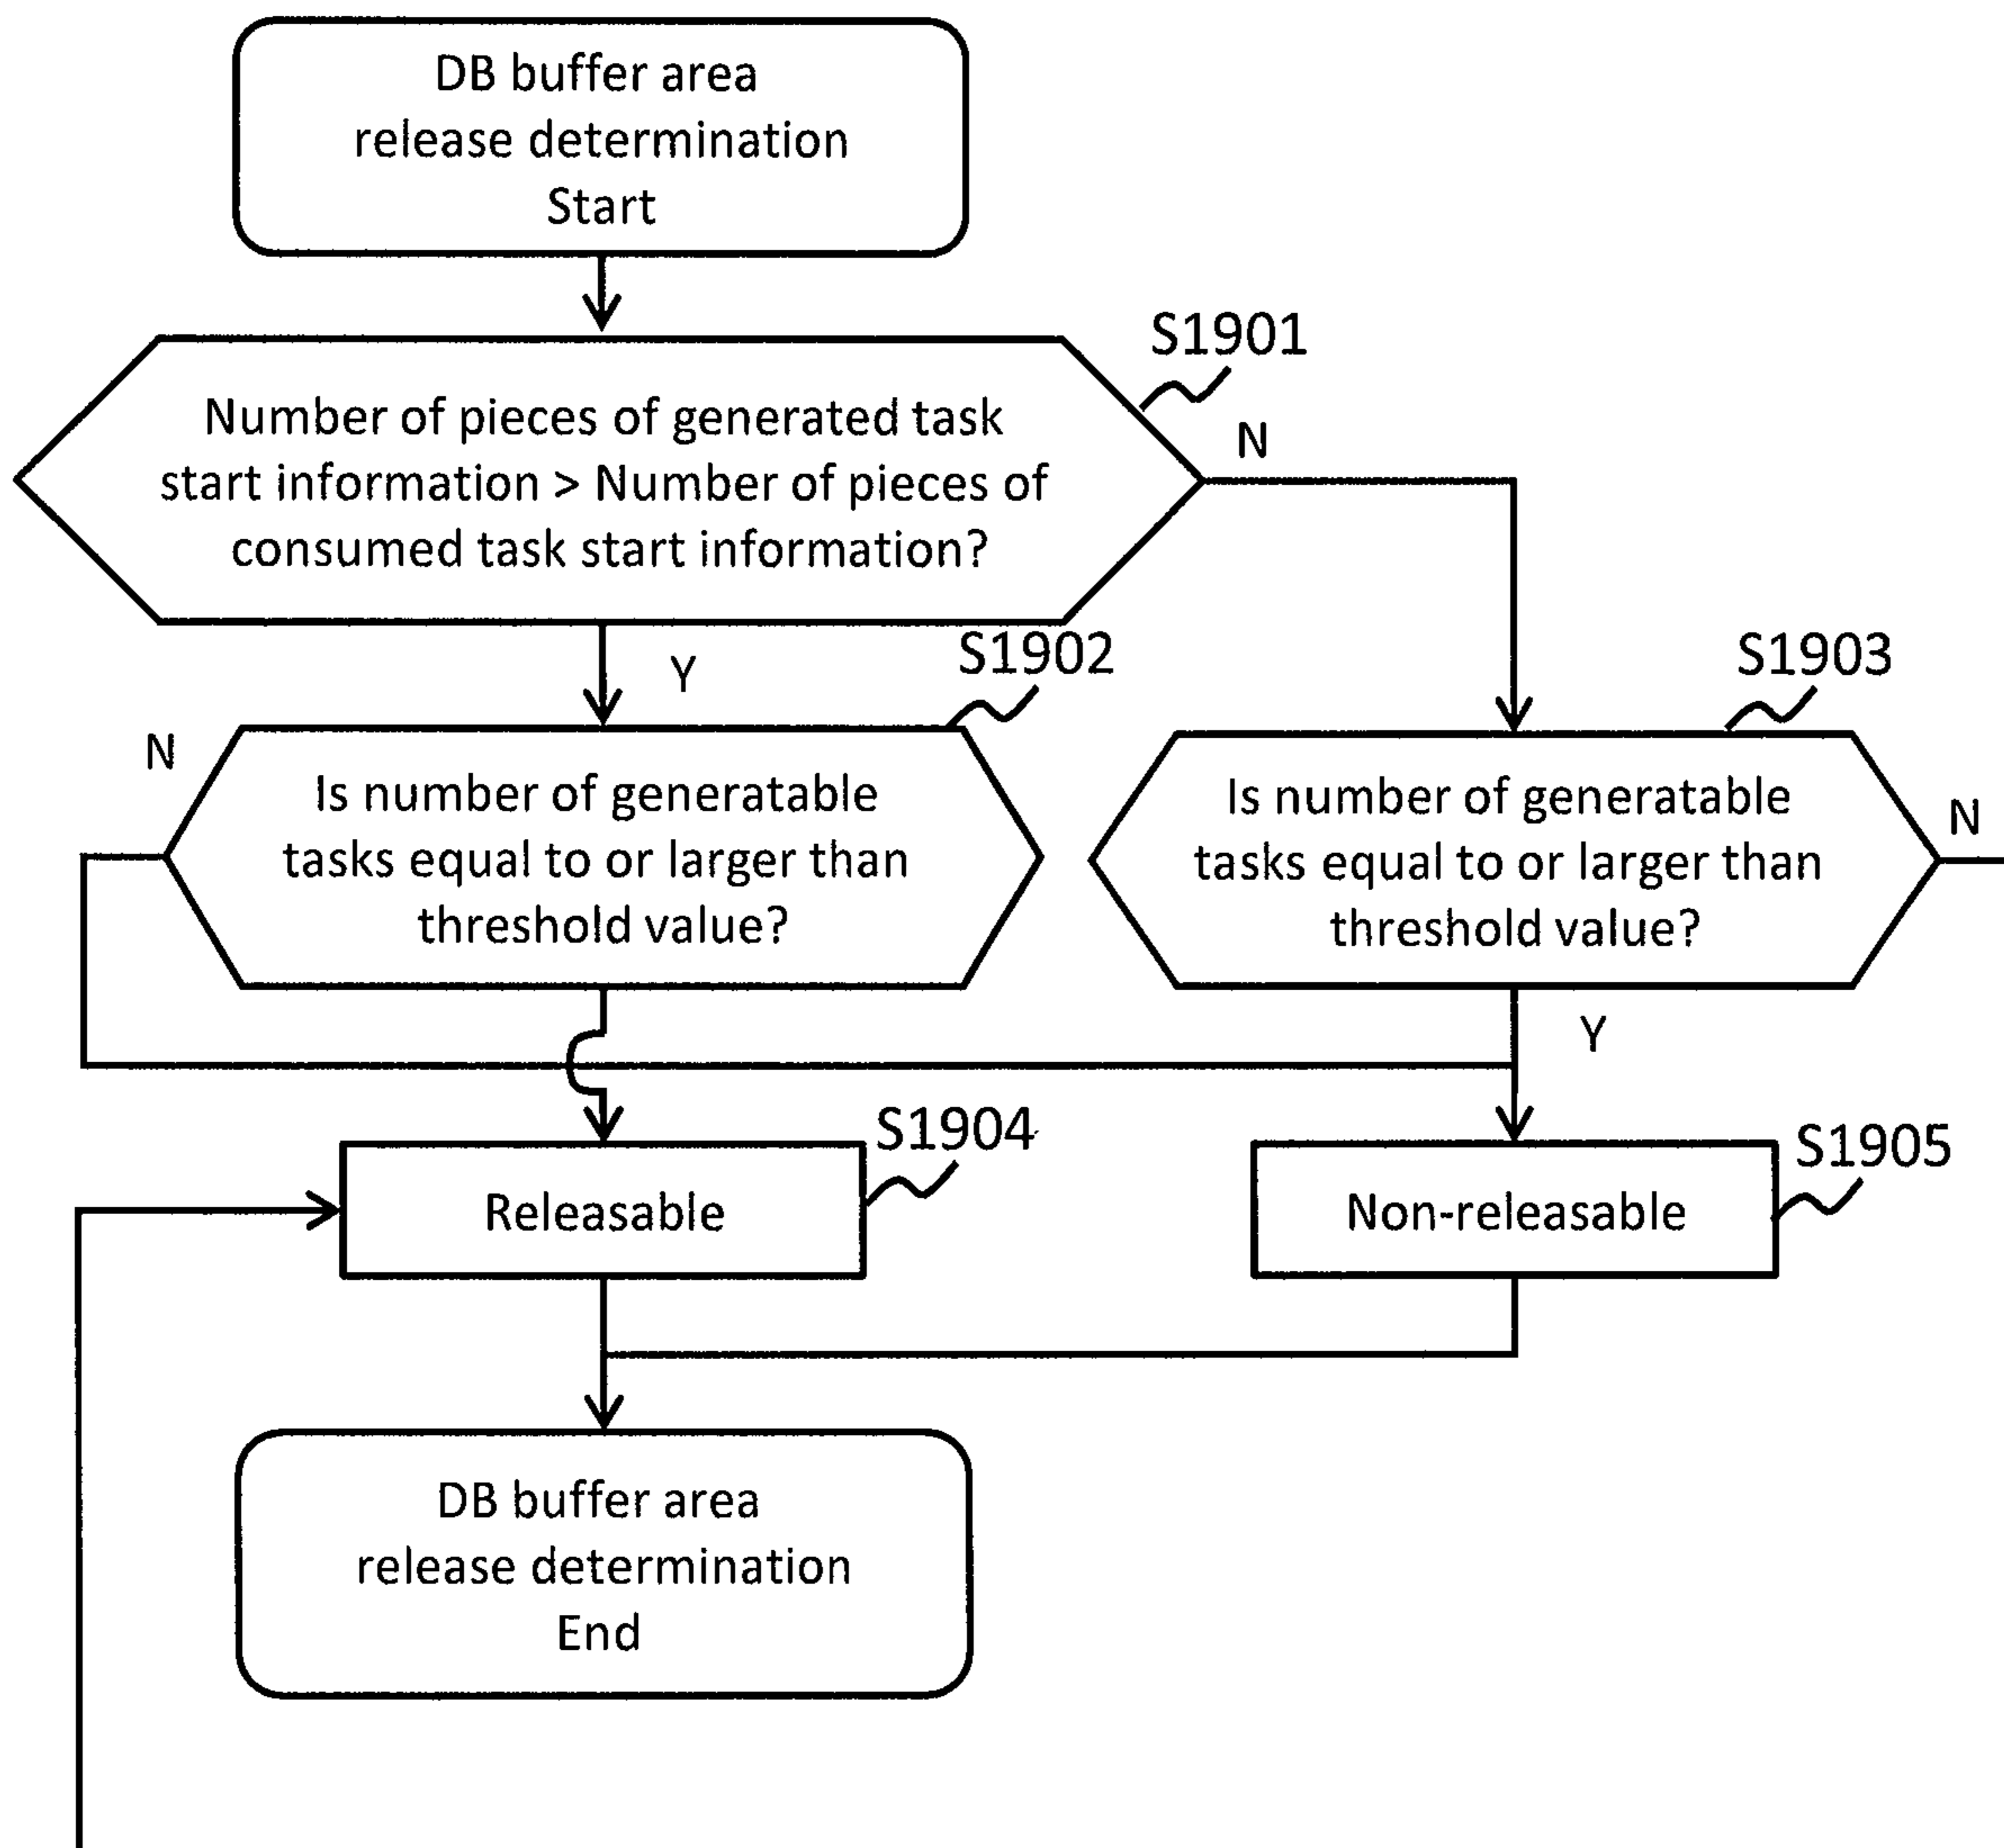 DB buffer area
release determination
Start
S1901
Number of pieces of generated task
start information > Number of pieces of
consumed task start information?
N
Y
S1902
S1903
N
Is number of generatable
tasks equal to or larger than
threshold value?
Is number of generatable
tasks equal to or larger than
threshold value?
N
Y
S1904
Releasable
S1905
Non-releasable
DB buffer area
release determination
End